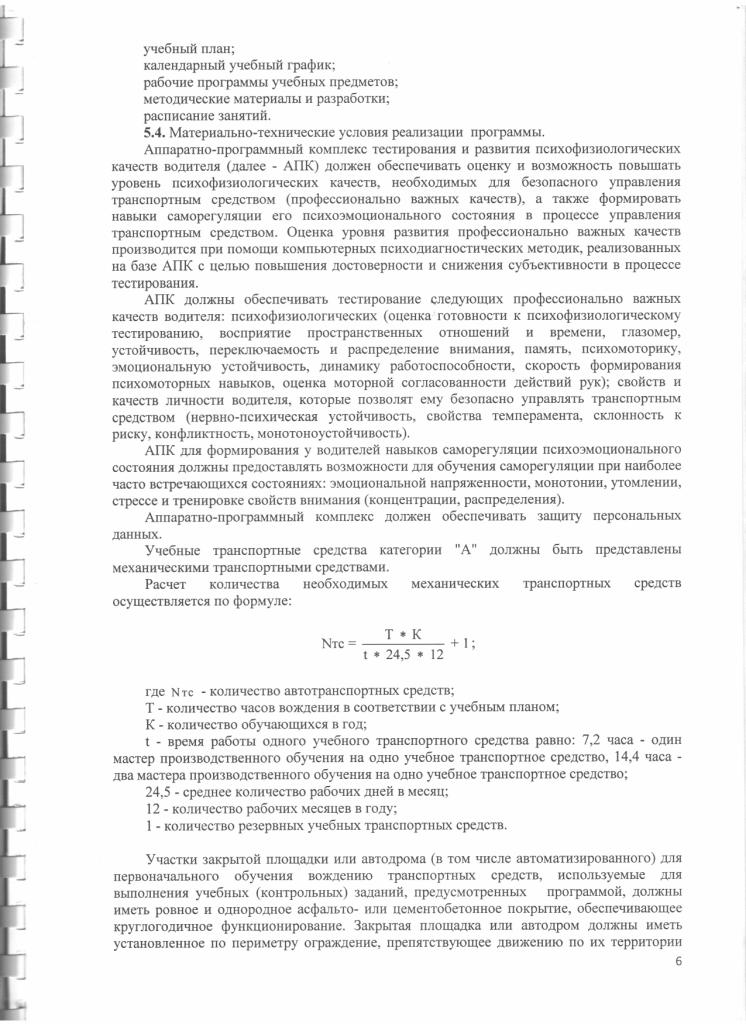 учебный план;
календарный учебный график;
рабочие программы учебных предметов;
методические материалы и разработки;
расписание занятий.
5.4. Материально-технические условия реализации программы.
Аппаратно-программный комплекс тестирования и развития психофизиологических
качеств водителя (далее - АПК) должен обеспечивать оценку и возможность повышать
уровень психофизиологических качеств, необходимых для безопасного управления
транспортным средством (профессионально важных качеств), а также формировать
навыки саморегуляции его психоэмоционального состояния в процессе управления
транспортным средством. Оценка уровня развития профессионально важных качеств
производится при помощи компьютерных психодиагностических методик, реализованных
на базе АПК с целью повышения достоверности и снижения субъективности в процессе
тестирования.
АПК должны обеспечивать тестирование следующих профессионально важных
качеств водителя: психофизиологических (оценка готовности к психофизиологическому
тестированию, восприятие пространственных отношений и времени, глазомер,
устойчивость, переключаемость и распределение внимания, память, психомоторику,
эмоциональную устойчивость, динамику работоспособности, скорость формирования
психомоторных навыков, оценка моторной согласованности действий рук); свойств и
качеств личности водителя, которые позволят ему безопасно управлять транспортным
средством (нервно-психическая устойчивость, свойства темперамента, склонность к
риску, конфликтность, монотоноустойчивость).
АПК для формирования у водителей навыков саморегуляции психоэмоционального
состояния должны предоставлять возможности для обучения саморегуляции при наиболее
часто встречающихся состояниях: эмоциональной напряженности, монотонии, утомлении,
стрессе и тренировке свойств внимания (концентрации, распределения).
Аппаратно-программный комплекс должен обеспечивать защиту персональных
данных.
Учебные транспортные средства категории "А" должны быть представлены
механическими транспортными средствами.
Расчет количества необходимых механических транспортных средств
осуществляется по формуле:
T * K
Nтс = ――― + 1;
t * 24,5 * 12
где Nтс - количество автотранспортных средств;
Т - количество часов вождения в соответствии с учебным планом;
К - количество обучающихся в год;
t - время работы одного учебного транспортного средства равно: 7,2 часа - один
мастер производственного обучения на одно учебное транспортное средство, 14,4 часа -
два мастера производственного обучения на одно учебное транспортное средство;
24,5 - среднее количество рабочих дней в месяц;
12 - количество рабочих месяцев в году;
1 - количество резервных учебных транспортных средств.
Участки закрытой площадки или автодрома (в том числе автоматизированного) для
первоначального обучения вождению транспортных средств, используемые для
выполнения учебных (контрольных) заданий, предусмотренных программой, должны
иметь ровное и однородное асфальто- или цементобетонное покрытие, обеспечивающее
круглогодичное функционирование. Закрытая площадка или автодром должны иметь
установленное по периметру ограждение, препятствующее движению по их территории
6